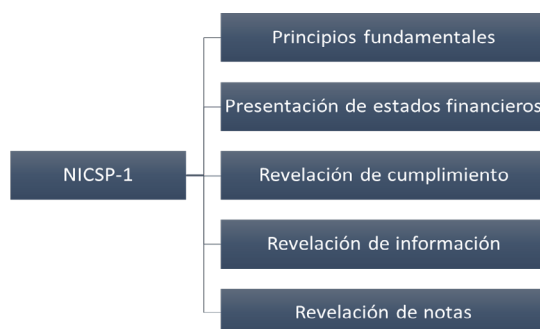 Principios fundamentales
Presentación de estados financieros
NICSP-1
Revelación de cumplimiento
Revelación de información
Revelación de notas